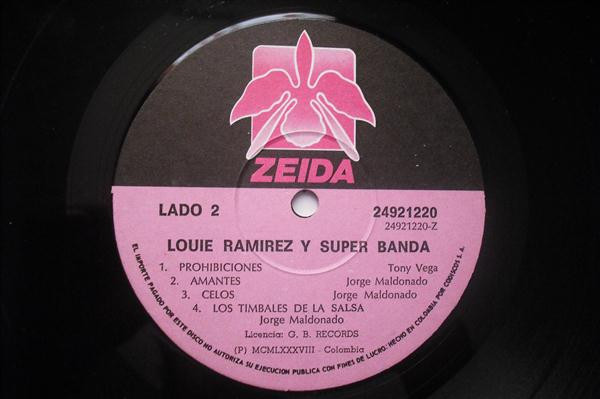 ZEIDA
LADO 2
24921220
24921220-Z
LOUIE RAMIREZ Y SUPER BANDA
1. PROHIBICIONES Tony Vega
2. AMANTES Jorge Maldonado
3. CELOS Jorge Maldonado
4. LOS TIMBALES DE LA SALSA
Jorge Maldonado
Licencia: G. B. RECORDS
(P) MCMLXXXVIII - Colombia
EL IMPORTE PAGADO POR ESTE DISCO NO AUTORIZA SU EJECUCION PUBLICA CON FINES DE LUCRO.- HECHO EN COLOMBIA POR CODISCOS S. A.